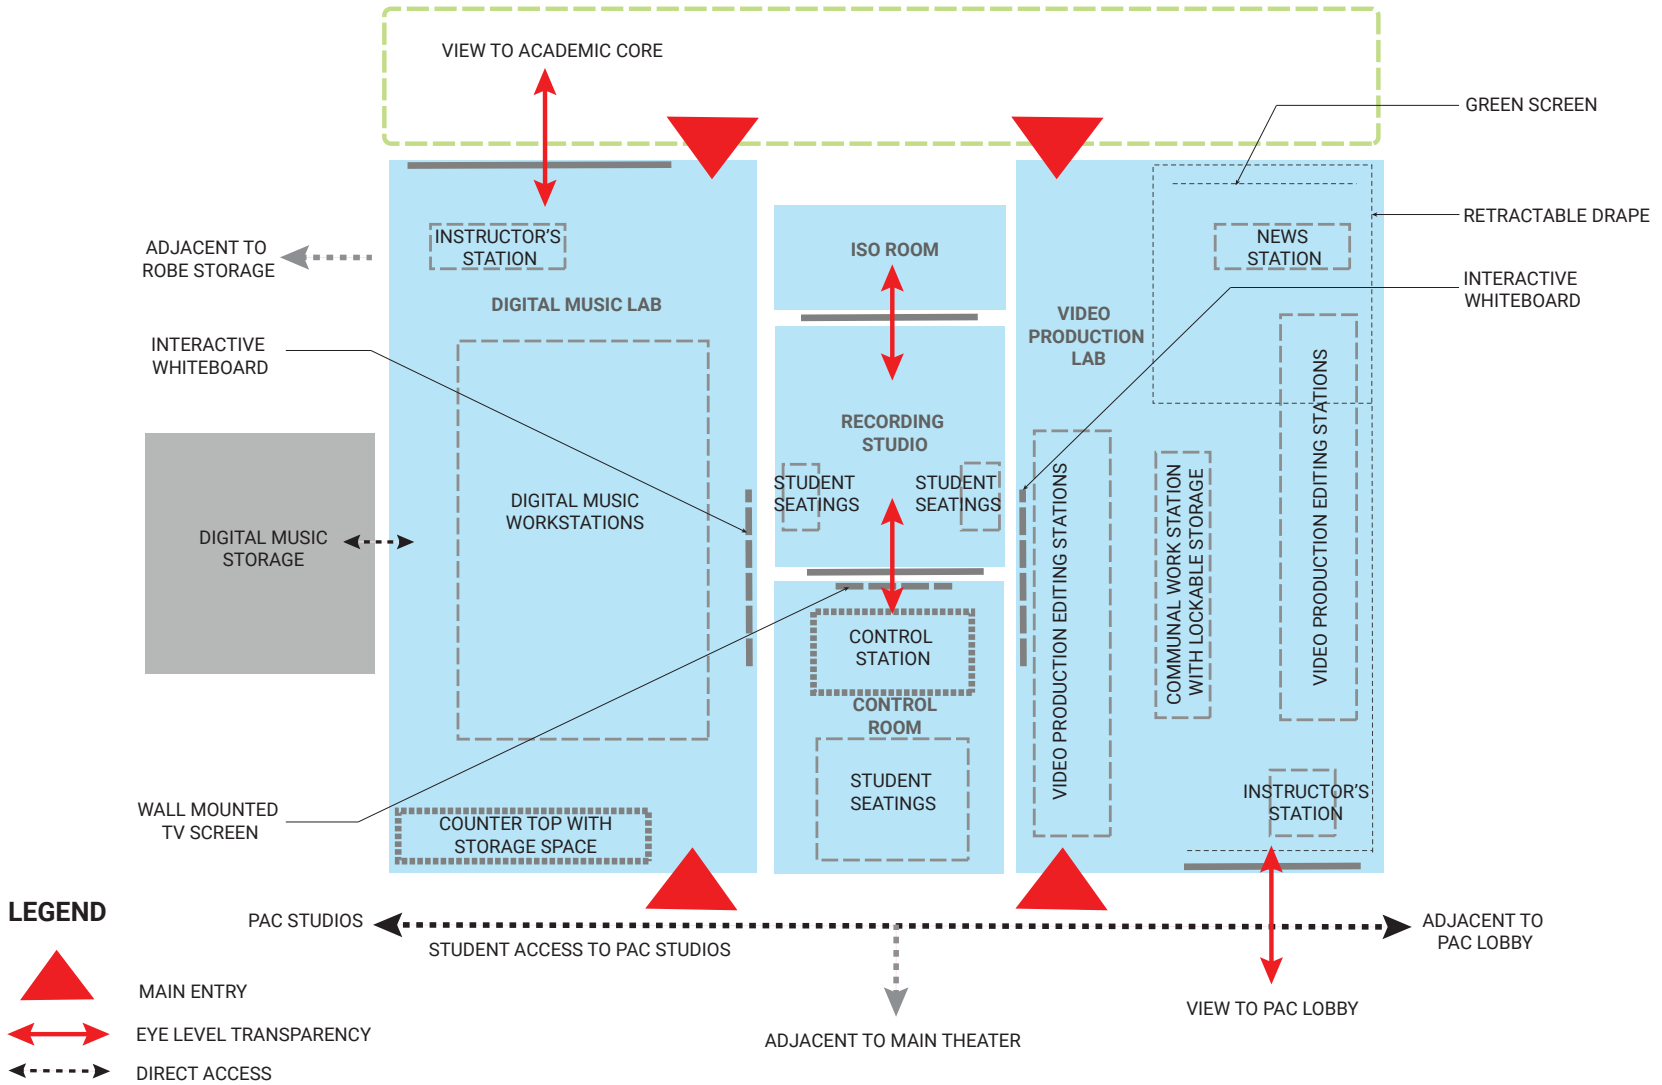 VIEW TO ACADEMIC CORE
GREEN SCREEN
RETRACTABLE DRAPE
INTERACTIVE
WHITEBOARD
ADJACENT TO
ROBE STORAGE
INSTRUCTOR'S
STATION
DIGITAL MUSIC LAB
ISO ROOM
NEWS
STATION
VIDEO
PRODUCTION
LAB
INTERACTIVE
WHITEBOARD
RECORDING
STUDIO
STUDENT
SEATINGS
STUDENT
SEATINGS
DIGITAL MUSIC
WORKSTATIONS
DIGITAL MUSIC
STORAGE
VIDEO PRODUCTION EDITING STATIONS
COMMUNAL WORK STATION
WITH LOCKABLE STORAGE
VIDEO PRODUCTION EDITING STATIONS
CONTROL
STATION
CONTROL
ROOM
STUDENT
SEATINGS
INSTRUCTOR'S
STATION
WALL MOUNTED
TV SCREEN
COUNTER TOP WITH
STORAGE SPACE
PAC STUDIOS
STUDENT ACCESS TO PAC STUDIOS
ADJACENT TO
PAC LOBBY
VIEW TO PAC LOBBY
ADJACENT TO MAIN THEATER
LEGEND
MAIN ENTRY
EYE LEVEL TRANSPARENCY
DIRECT ACCESS